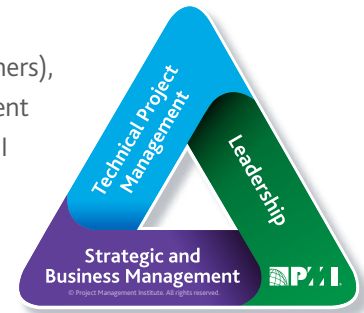 ners),
ent
l
Technical Project
Management
Leadership
Strategic and
Business Management
© Project Management Institute. All rights reserved.
PMI